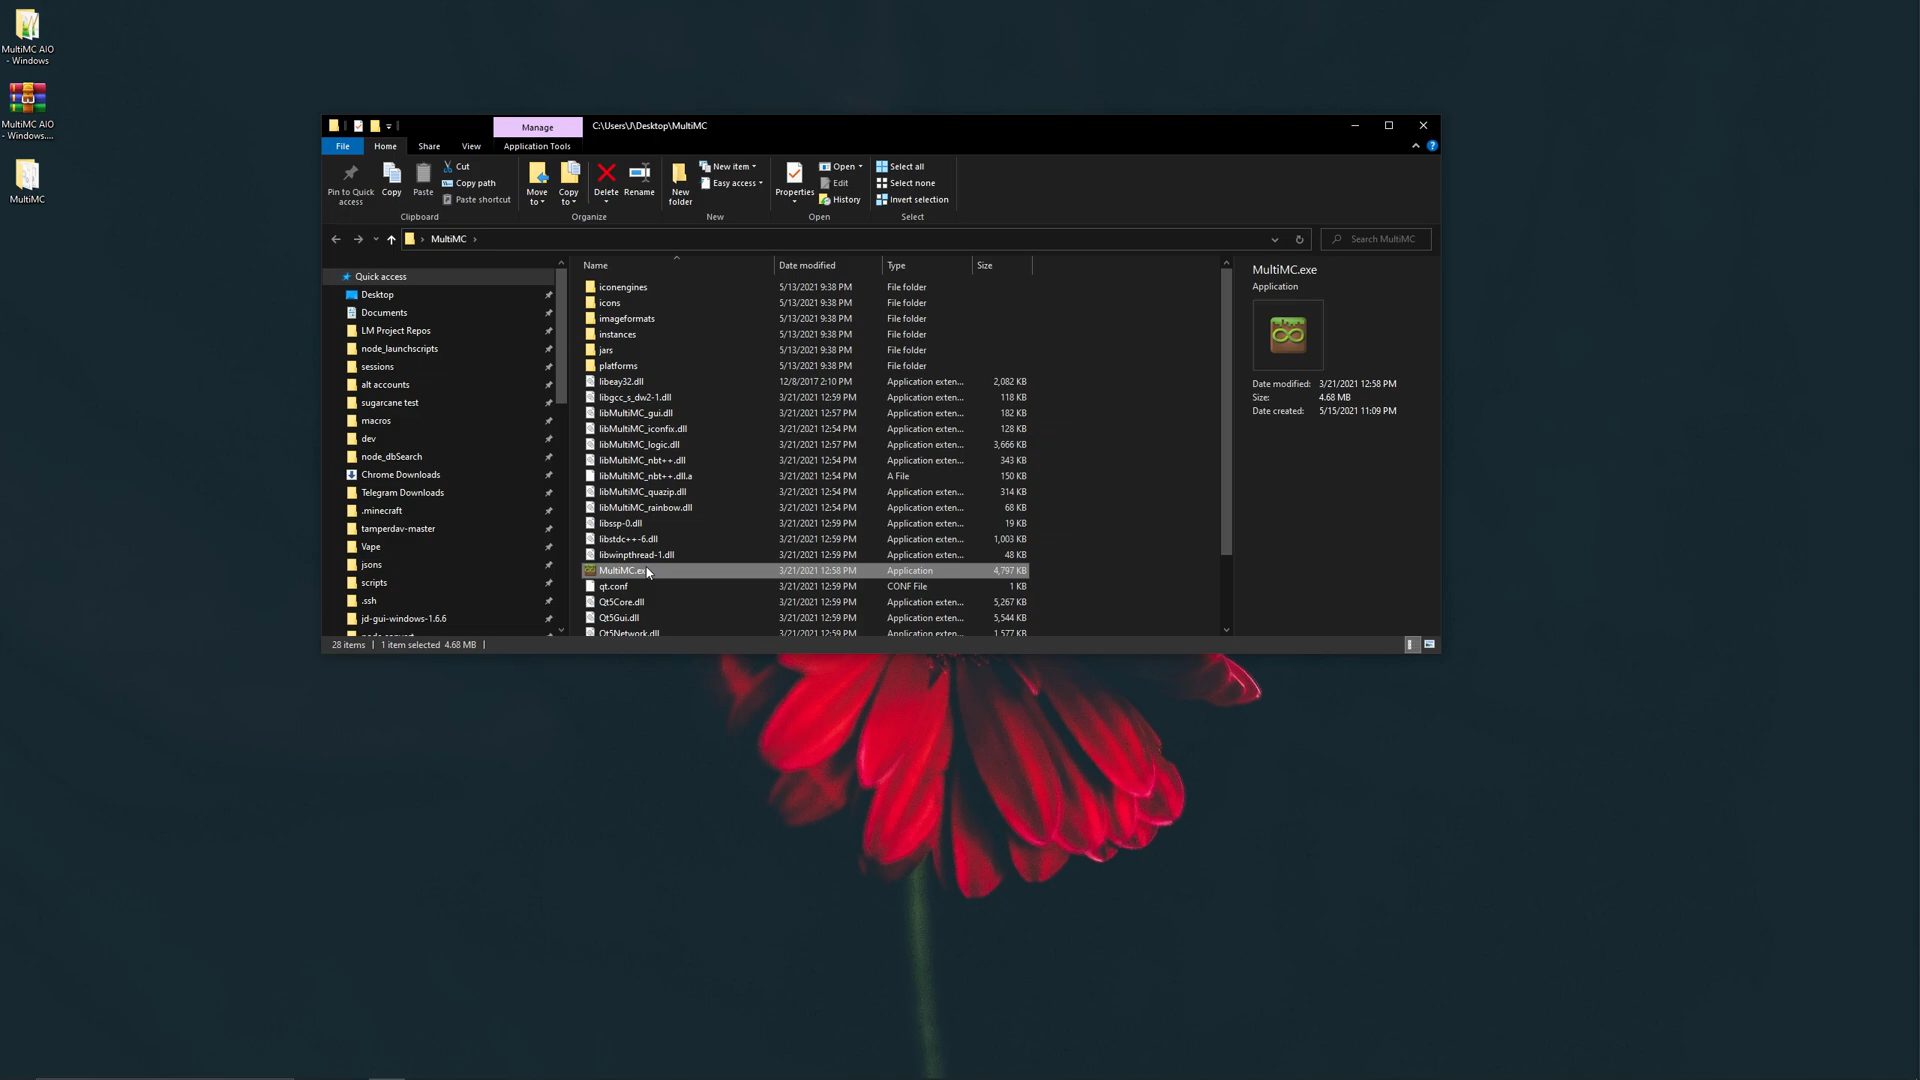 MultiMC AIO
- Windows
MultiMC AIO
- Windows....
MultiMC
Manage
C:\Users\J\Desktop\MultiMC
File
Home
Share
View
Application Tools
Pin to Quick access
Copy
Paste
Cut
Copy path
Paste shortcut
Clipboard
Move to
Copy to
Delete
Rename
Organize
New folder
New item
Easy access
New
Properties
Open
Edit
History
Open
Select all
Select none
Invert selection
Select
MultiMC
Search MultiMC
Quick access
Desktop
Documents
LM Project Repos
node_launchscripts
sessions
alt accounts
sugarcane test
macros
dev
node_dbSearch
Chrome Downloads
Telegram Downloads
.minecraft
tamperdav-master
Vape
jsons
scripts
.ssh
jd-gui-windows-1.6.6
Name Date modified Type Size
iconengines 5/13/2021 9:38 PM File folder
icons 5/13/2021 9:38 PM File folder
imageformats 5/13/2021 9:38 PM File folder
instances 5/13/2021 9:38 PM File folder
jars 5/13/2021 9:38 PM File folder
platforms 5/13/2021 9:38 PM File folder
libeay32.dll 12/8/2017 2:10 PM Application exten... 2,082 KB
libgcc_s_dw2-1.dll 3/21/2021 12:59 PM Application exten... 118 KB
libMultiMC_gui.dll 3/21/2021 12:57 PM Application exten... 182 KB
libMultiMC_iconfix.dll 3/21/2021 12:54 PM Application exten... 128 KB
libMultiMC_logic.dll 3/21/2021 12:57 PM Application exten... 3,666 KB
libMultiMC_nbt++.dll 3/21/2021 12:54 PM Application exten... 343 KB
libMultiMC_nbt++.dll.a 3/21/2021 12:54 PM A File 150 KB
libMultiMC_quazip.dll 3/21/2021 12:54 PM Application exten... 314 KB
libMultiMC_rainbow.dll 3/21/2021 12:54 PM Application exten... 68 KB
libssp-0.dll 3/21/2021 12:59 PM Application exten... 19 KB
libstdc++-6.dll 3/21/2021 12:59 PM Application exten... 1,003 KB
libwinpthread-1.dll 3/21/2021 12:59 PM Application exten... 48 KB
MultiMC.ex 3/21/2021 12:58 PM Application 4,797 KB
qt.conf 3/21/2021 12:59 PM CONF File 1 KB
Qt5Core.dll 3/21/2021 12:59 PM Application exten... 5,267 KB
Qt5Gui.dll 3/21/2021 12:59 PM Application exten... 5,544 KB
Qt5Network.dll 3/21/2021 12:59 PM Application exten... 1,577 KB
MultiMC.exe
Application
Date modified: 3/21/2021 12:58 PM
Size: 4.68 MB
Date created: 5/15/2021 11:09 PM
28 items
1 item selected 4.68 MB